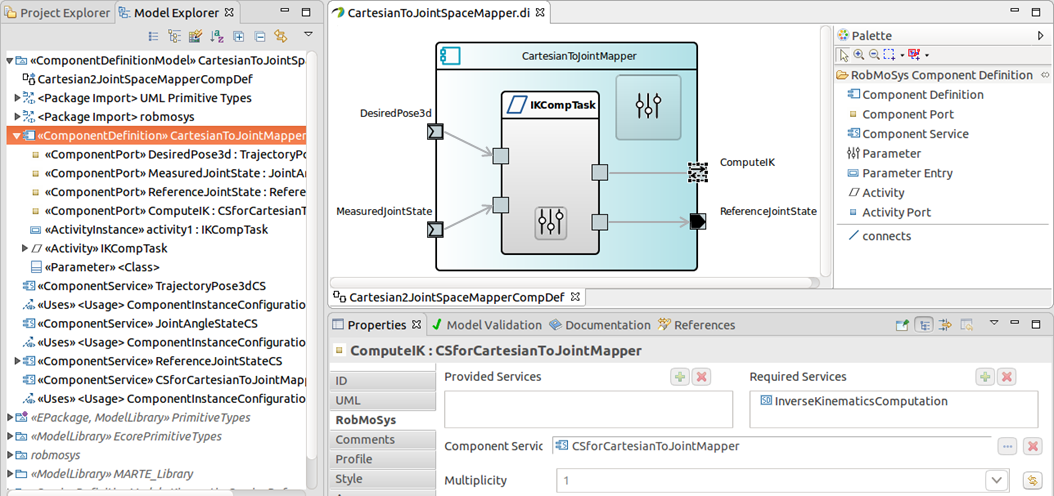 Project Explorer
Model Explorer
«ComponentDefinitionModel» CartesianToJointSp
Cartesian2JointSpaceMapperCompDef
<Package Import> UML Primitive Types
<Package Import> robmosys
«ComponentDefinition» CartesianToJointMapper
«ComponentPort» DesiredPose3d : TrajectoryPo
«ComponentPort» MeasuredJointState : JointAn
«ComponentPort» ReferenceJointState : Refere
«ComponentPort» ComputeIK : CSforCartesianT
«ActivityInstance» activity1 : IKCompTask
«Activity» IKCompTask
«Parameter» <Class>
«ComponentService» TrajectoryPose3dCS
«Uses» <Usage> ComponentInstanceConfiguratio
«ComponentService» JointAngleStateCS
«Uses» <Usage> ComponentInstanceConfiguratio
«ComponentService» ReferenceJointStateCS
«ComponentService» CSforCartesianToJointMap
«Uses» <Usage> ComponentInstanceConfiguratio
«EPackage, ModelLibrary» PrimitiveTypes
«ModelLibrary» EcorePrimitiveTypes
robmosys
«ModelLibrary» MARTE_Library
CartesianToJointSpaceMapper.di
CartesianToJointMapper
DesiredPose3d
IKCompTask
MeasuredJointState
ComputeIK
ReferenceJointState
Cartesian2JointSpaceMapperCompDef
Palette
RobMoSys Component Definition
Component Definition
Component Port
Component Service
Parameter
Parameter Entry
Activity
Activity Port
connects
Properties
Model Validation
Documentation
References
ComputeIK : CSforCartesianToJointMapper
ID
UML
RobMoSys
Comments
Profile
Style
Provided Services
Required Services
InverseKinematicsComputation
Component Servic
CSforCartesianToJointMapper
Multiplicity
1